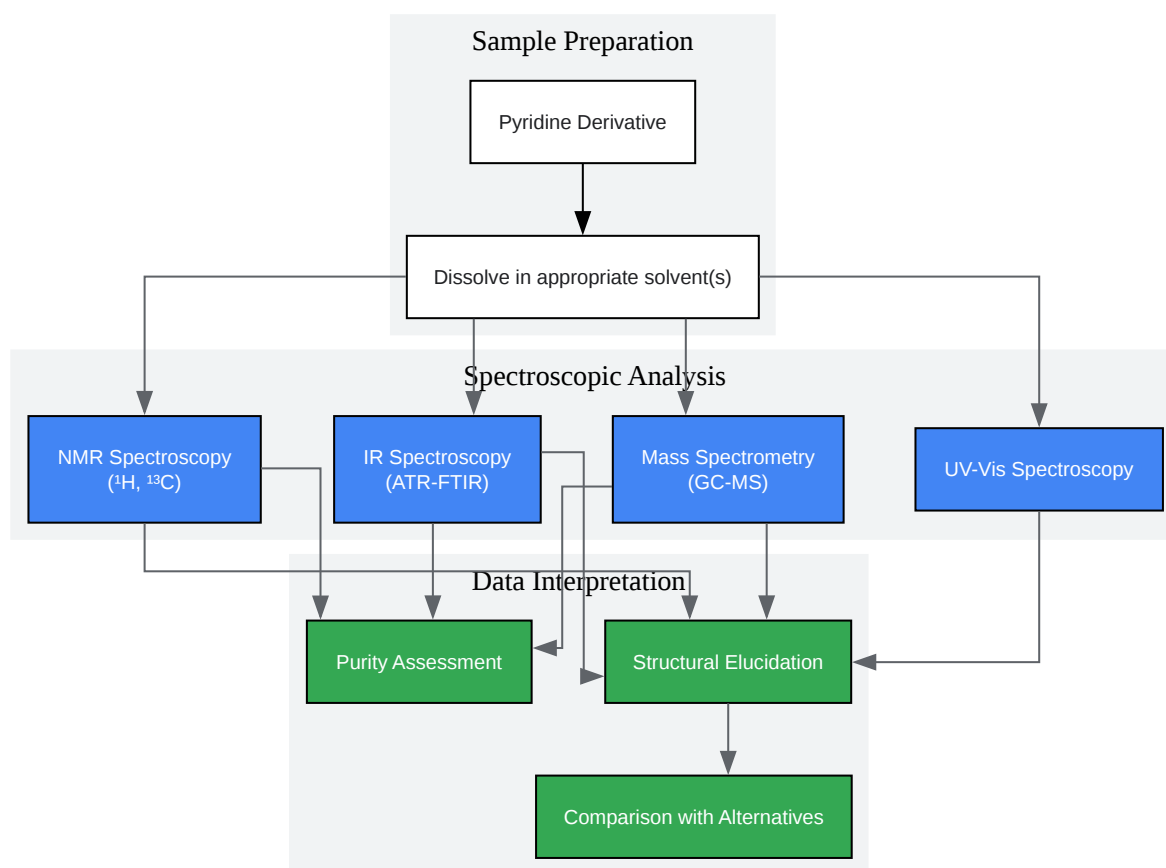 Sample Preparation
Pyridine Derivative
Dissolve in appropriate solvent(s)
Spectroscopic Analysis
NMR Spectroscopy
(¹H, ¹³C)
IR Spectroscopy
(ATR-FTIR)
Mass Spectrometry
(GC-MS)
UV-Vis Spectroscopy
Data Interpretation
Purity Assessment
Structural Elucidation
Comparison with Alternatives